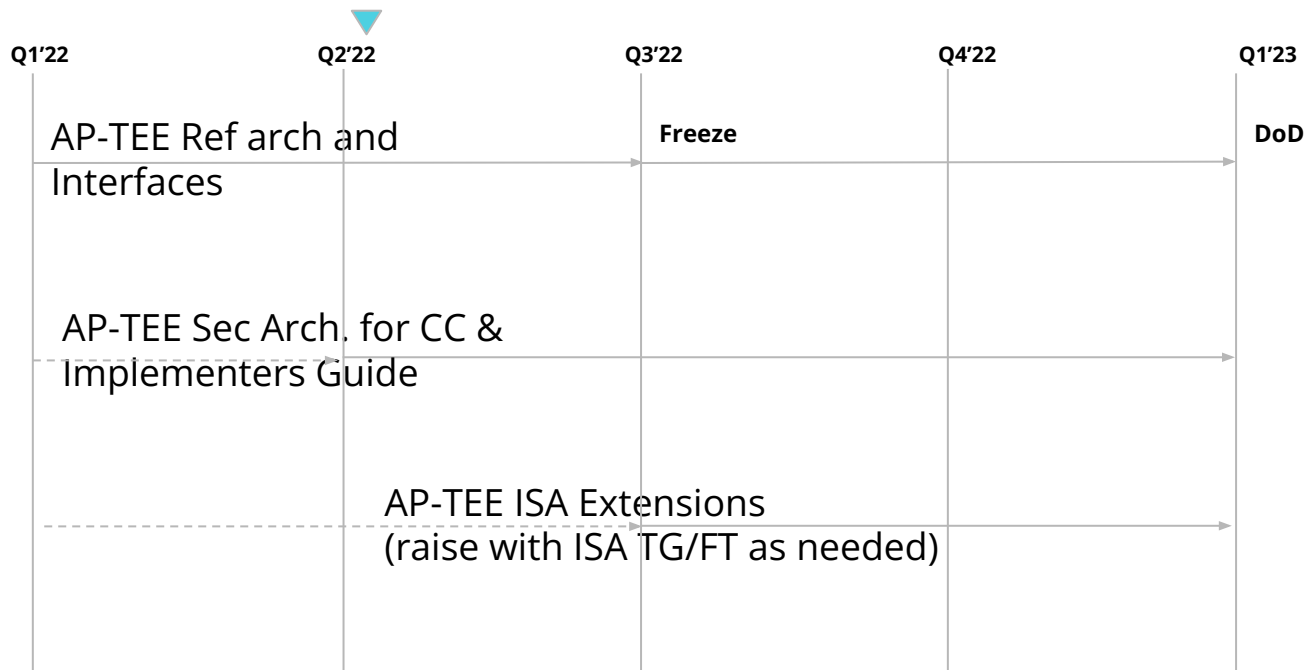 Q1’22
Q2’22
Q3’22
Q4’22
Q1’23
AP-TEE Ref arch and
Interfaces
Freeze
DoD
AP-TEE Sec Arch. for CC &
Implementers Guide
AP-TEE ISA Extensions
(raise with ISA TG/FT as needed)